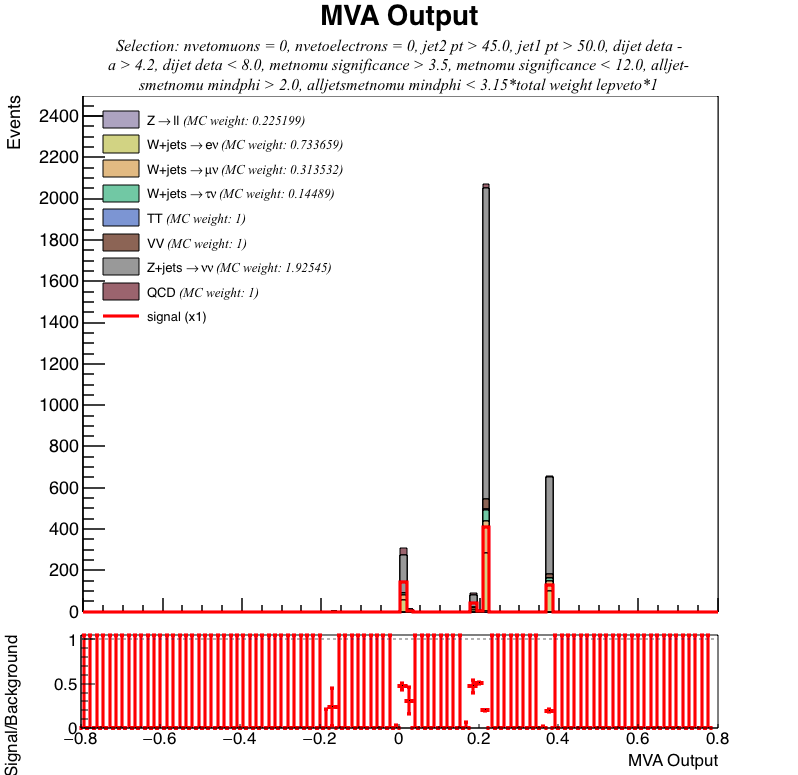 MVA Output
Selection: nvetomuons = 0, nvetoelectrons = 0, jet2 pt > 45.0, jet1 pt > 50.0, dijet deta -
a > 4.2, dijet deta < 8.0, metnomu significance > 3.5, metnomu significance < 12.0, alljet-
smetnomu mindphi > 2.0, alljetsmetnomu mindphi < 3.15*total weight lepveto*1
Events
2400
2200
2000
1800
1600
1400
1200
1000
800
600
400
200
0
Z→ll (MC weight: 0.225199)
W+jets→eν (MC weight: 0.733659)
W+jets→μν (MC weight: 0.313532)
W+jets→τν (MC weight: 0.14489)
TT (MC weight: 1)
VV (MC weight: 1)
Z+jets→νν (MC weight: 1.92545)
QCD (MC weight: 1)
signal (x1)
Signal/Background
1
0.5
0
−0.8 −0.6 −0.4 −0.2 0 0.2 0.4 0.6 0.8
MVA Output